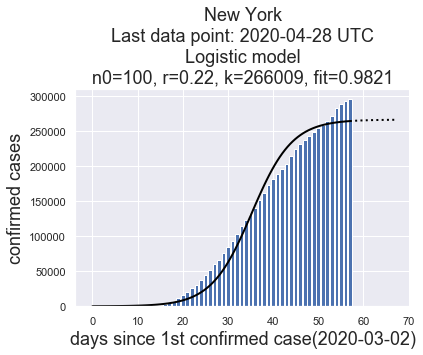 New York
Last data point: 2020-04-28 UTC
Logistic model
n0=100, r=0.22, k=266009, fit=0.9821
300000
250000
200000
150000
100000
50000
0
confirmed cases
0 10 20 30 40 50 60 70
days since 1st confirmed case(2020-03-02)